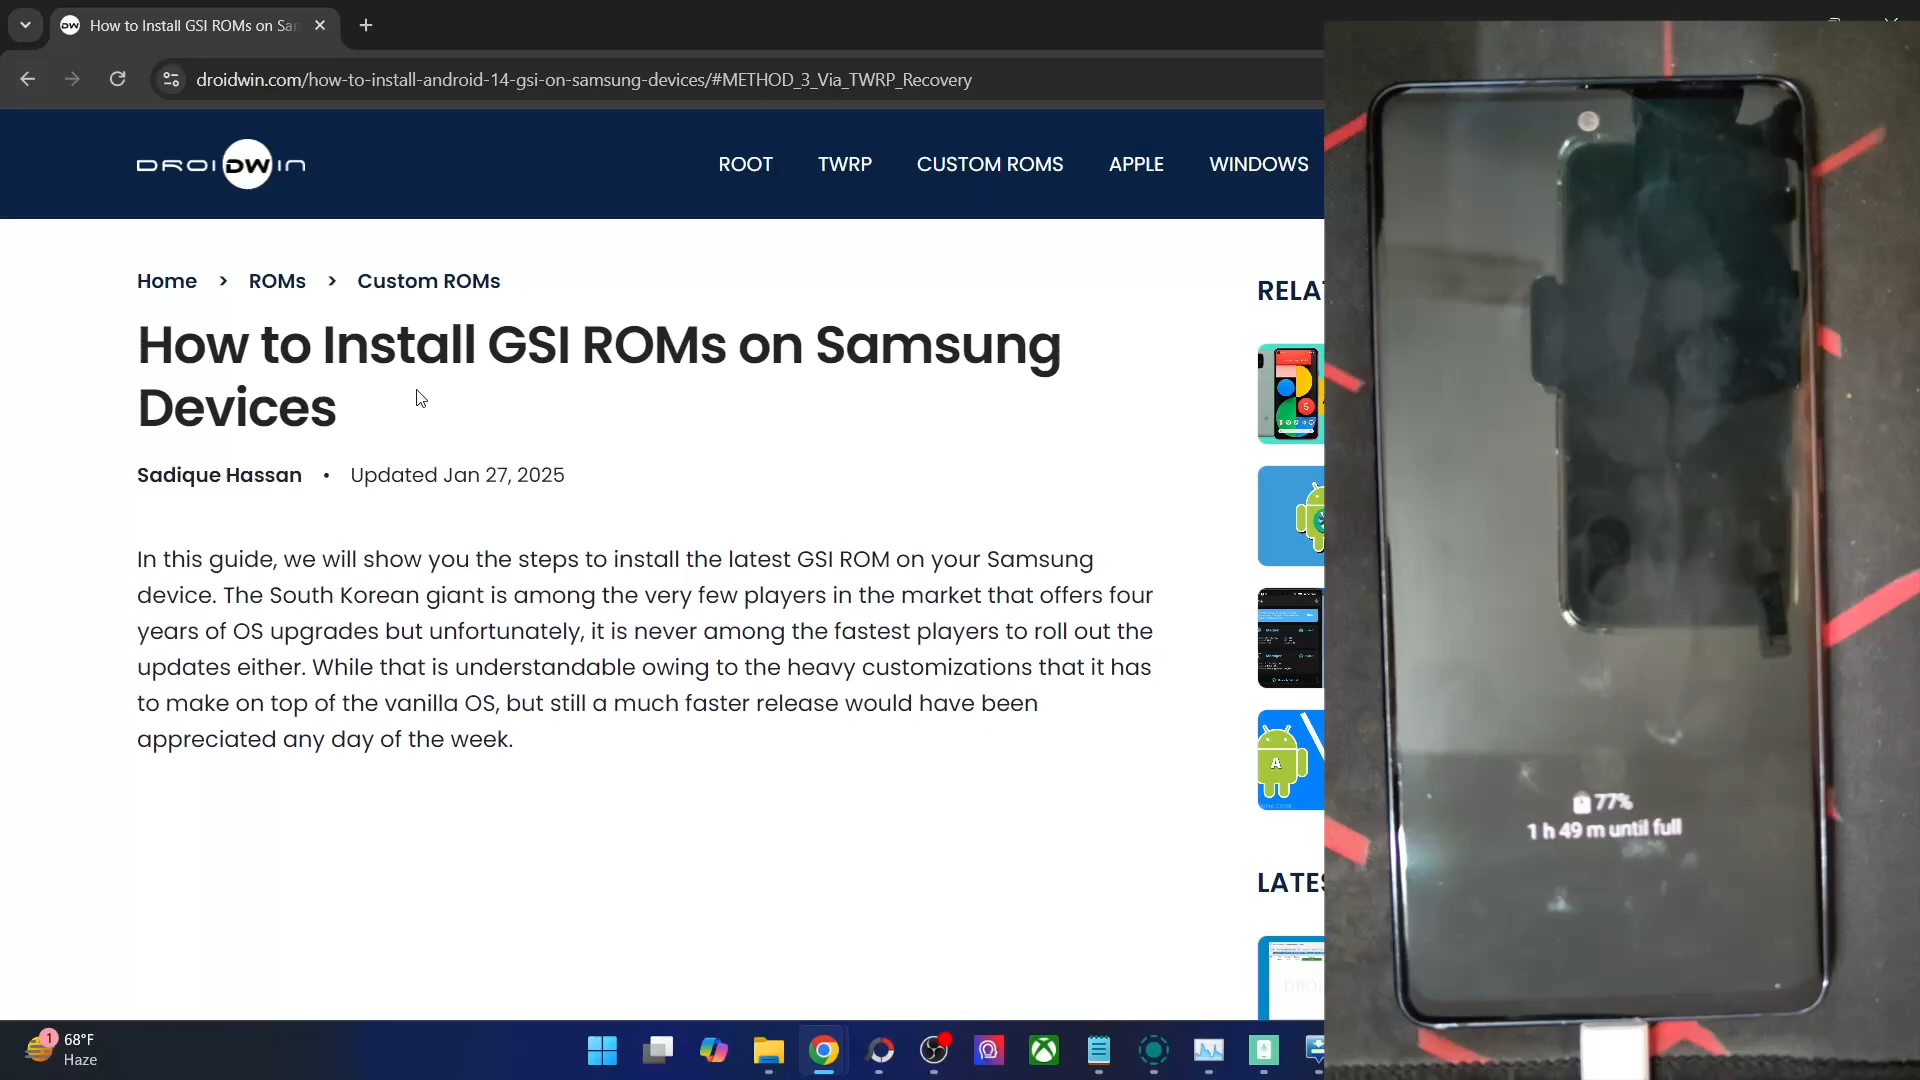 How to Install GSI ROMs on Sar
droidwin.com/how-to-install-android-14-gsi-on-samsung-devices/#METHOD_3_Via_TWRP_Recovery
DROIDWIN
ROOT TWRP CUSTOM ROMS APPLE WINDOWS
Home > ROMs > Custom ROMs
How to Install GSI ROMs on Samsung
Devices
Sadique Hassan • Updated Jan 27, 2025
In this guide, we will show you the steps to install the latest GSI ROM on your Samsung
device. The South Korean giant is among the very few players in the market that offers four
years of OS upgrades but unfortunately, it is never among the fastest players to roll out the
updates either. While that is understandable owing to the heavy customizations that it has
to make on top of the vanilla OS, but still a much faster release would have been
appreciated any day of the week.
RELA
LATES
77%
1 h 49 m until full
1
68°F
Haze